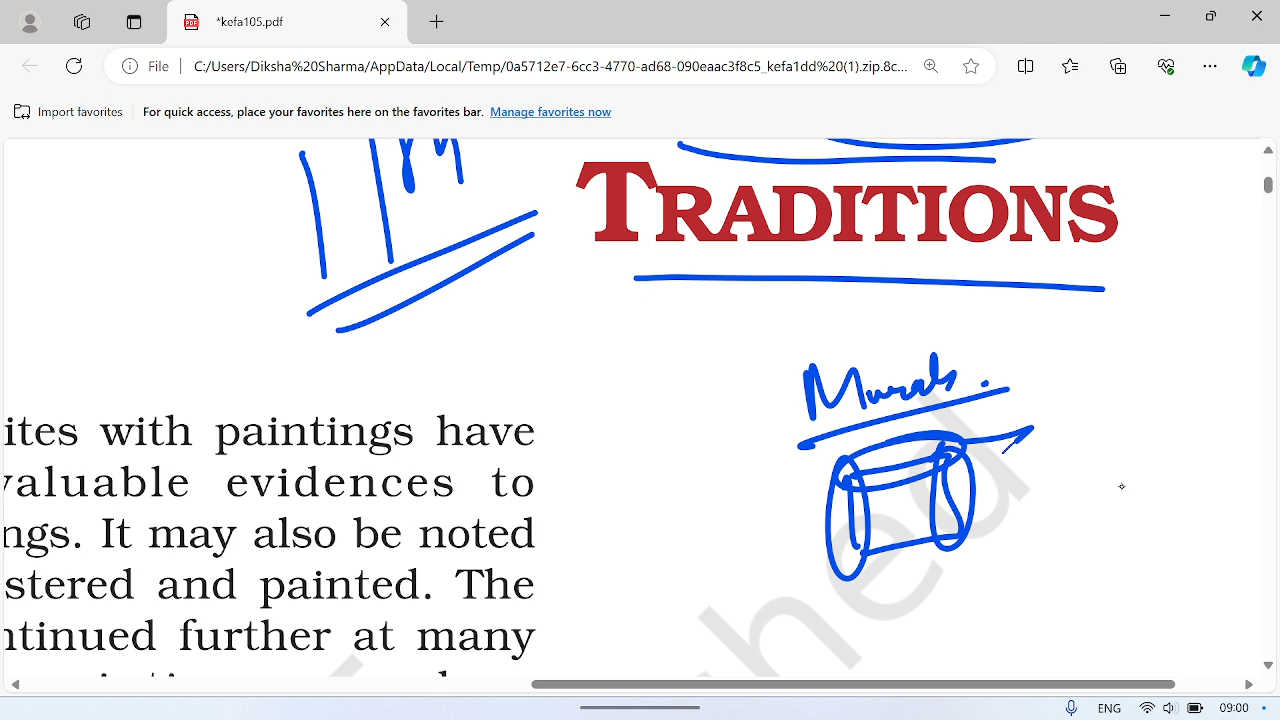 *kefa105.pdf
File
C:/Users/Diksha%20Sharma/AppData/Local/Temp/0a5712e7-6cc3-4770-ad68-090eaac3f8c5_kefa1dd%20(1).zip.8c...
Import favorites
For quick access, place your favorites here on the favorites bar. Manage favorites now
TRADITIONS
Murals.
ites with paintings have
valuable evidences to
ngs. It may also be noted
stered and painted. The
ntinued further at many
ENG
09:00